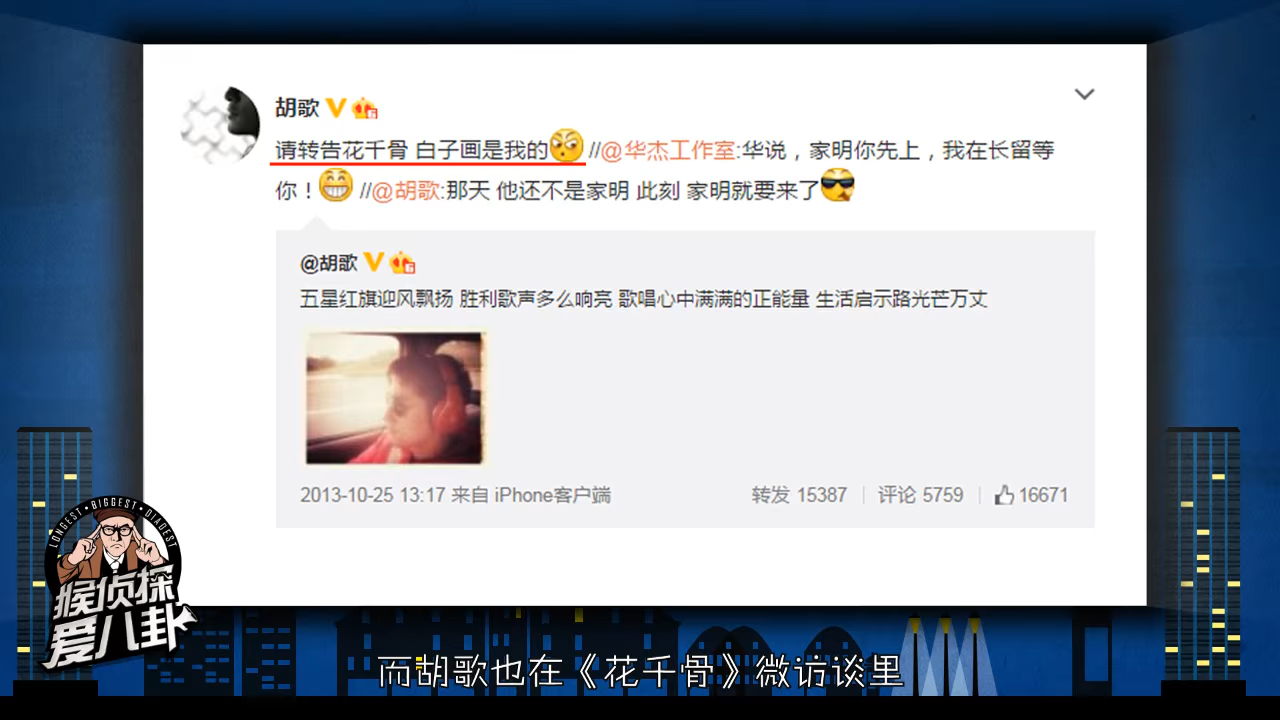 胡歌
请转告花千骨 白子画是我的//@华杰工作室:华说，家明你先上，我在长留等
你！//@胡歌:那天 他还不是家明 此刻 家明就要来了
@胡歌
五星红旗迎风飘扬 胜利歌声多么响亮 歌唱心中满满的正能量 生活启示路光芒万丈
2013-10-25 13:17 来自 iPhone客户端
转发 15387 评论 5759 16671
LONGEST·BIGGEST·DIADEST
猴侦探
爱八卦
而胡歌也在《花千骨》微访谈里